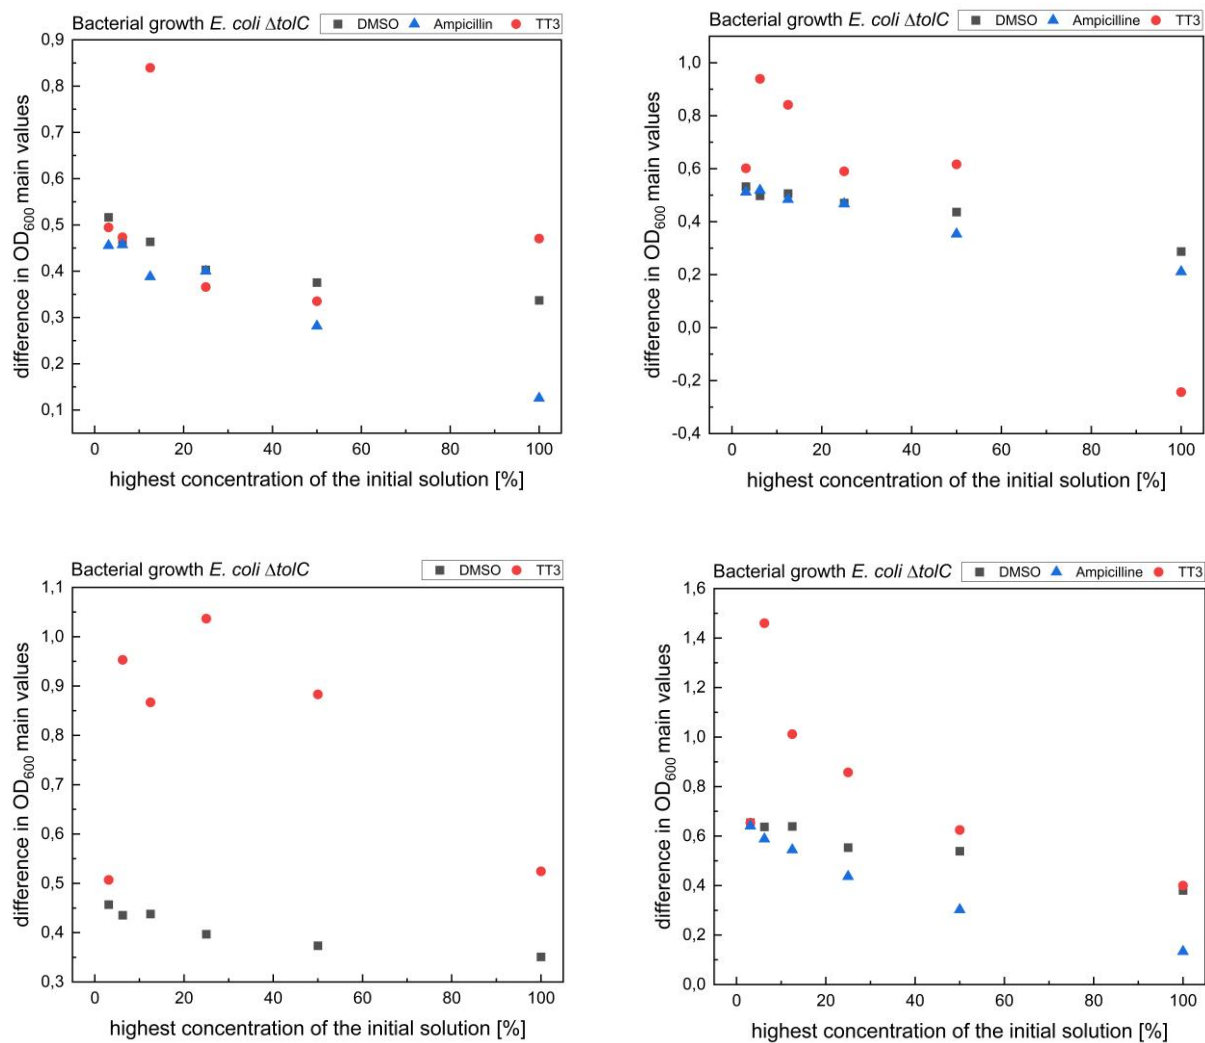 Bacterial growth E. coli ΔtolC DMSO Ampicillin TT3
0,9
0,8
0,7
0,6
0,5
0,4
0,3
0,2
0,1
difference in OD600 main values
0 20 40 60 80 100
highest concentration of the initial solution [%]
Bacterial growth E. coli ΔtolC DMSO Ampicilline TT3
1,0
0,8
0,6
0,4
0,2
0,0
-0,2
-0,4
difference in OD600 main values
0 20 40 60 80 100
highest concentration of the initial solution [%]
Bacterial growth E. coli ΔtolC DMSO TT3
1,1
1,0
0,9
0,8
0,7
0,6
0,5
0,4
0,3
difference in OD600 main values
0 20 40 60 80 100
highest concentration of the initial solution [%]
Bacterial growth E. coli ΔtolC DMSO Ampicilline TT3
1,6
1,4
1,2
1,0
0,8
0,6
0,4
0,2
0,0
difference in OD600 main values
0 20 40 60 80 100
highest concentration of the initial solution [%]